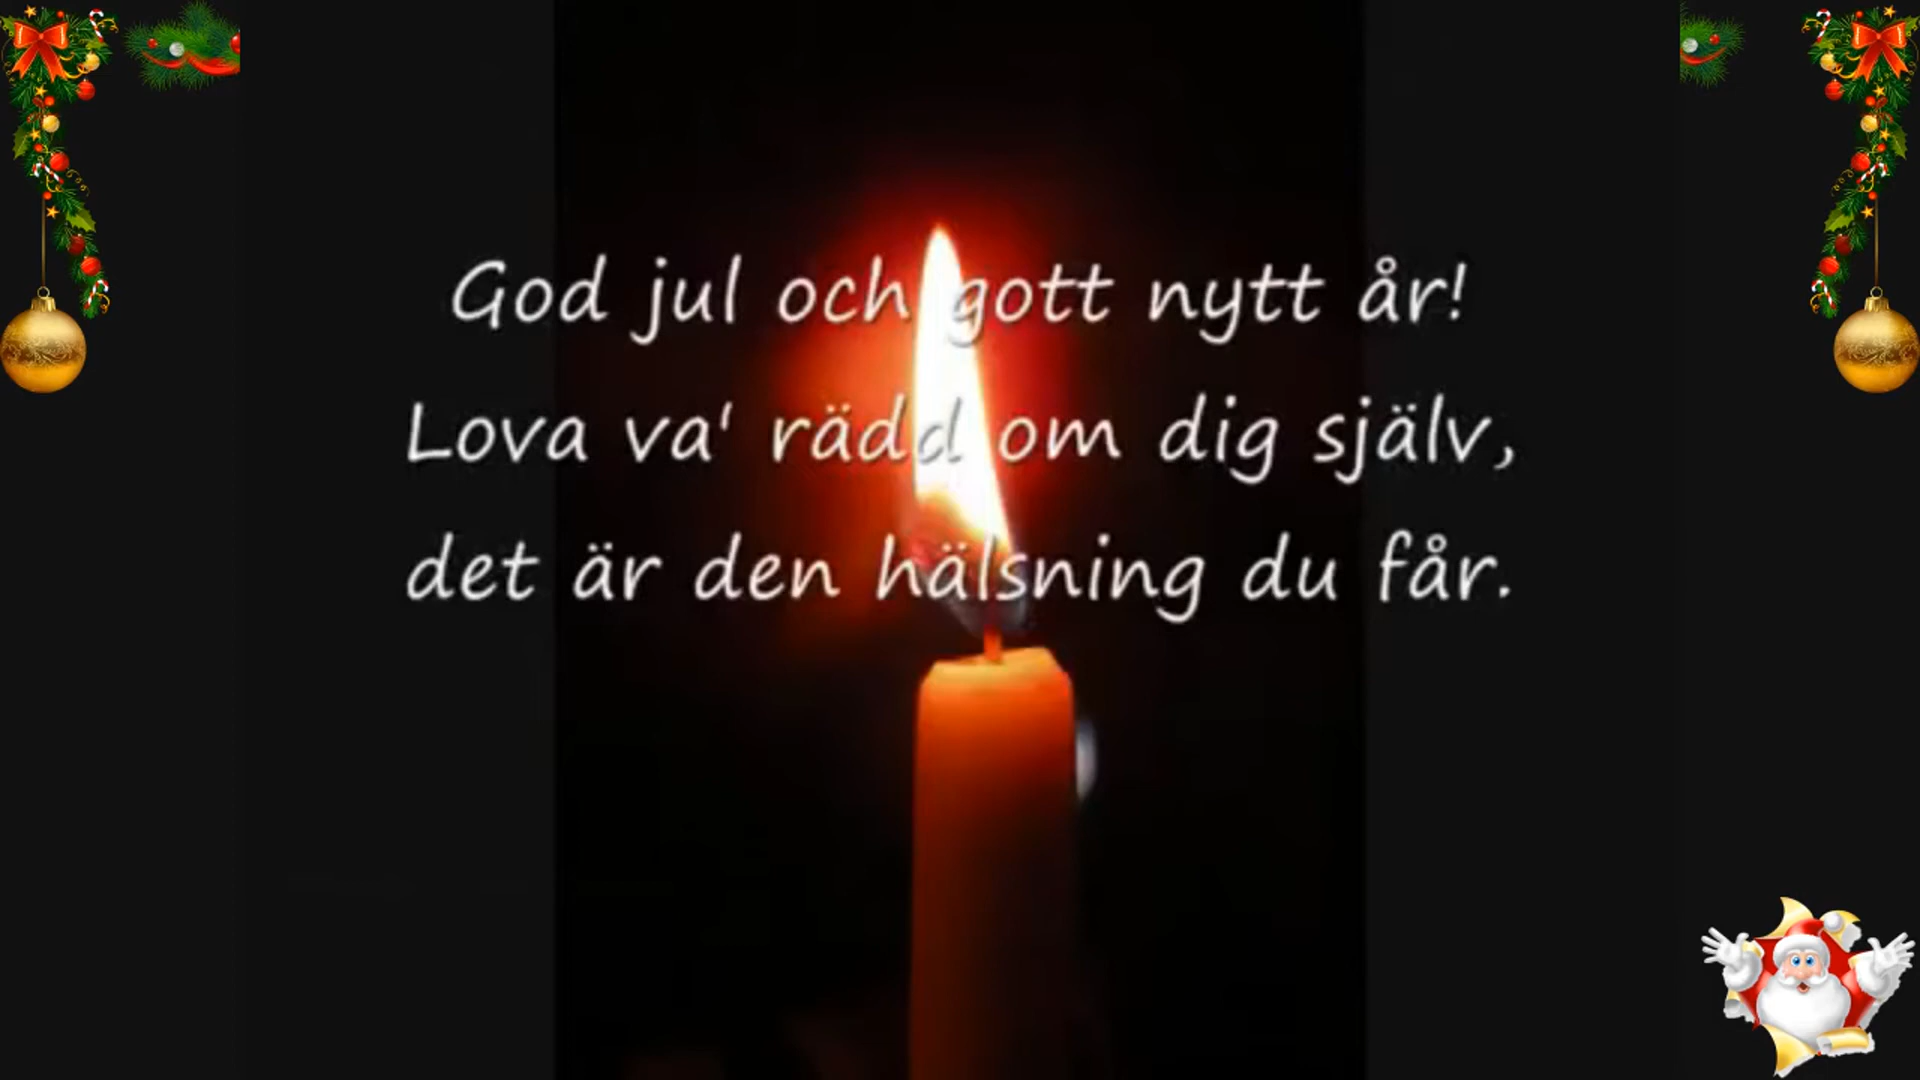 God jul och gott nytt år!
Lova va' rädd om dig själv,
det är den hälsning du får.